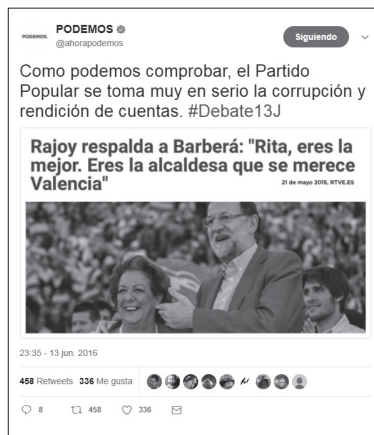 PODEMOS.
PODEMOS
@ahorapodemos
Siguiendo
Como podemos comprobar, el Partido
Popular se toma muy en serio la corrupción y
rendición de cuentas. #Debate13J
Rajoy respalda a Barberá: "Rita, eres la
mejor. Eres la alcaldesa que se merece
Valencia"
21 de mayo 2015, RTVE.ES
23:35 - 13 jun. 2016
458 Retweets 336 Me gusta
8 458 336